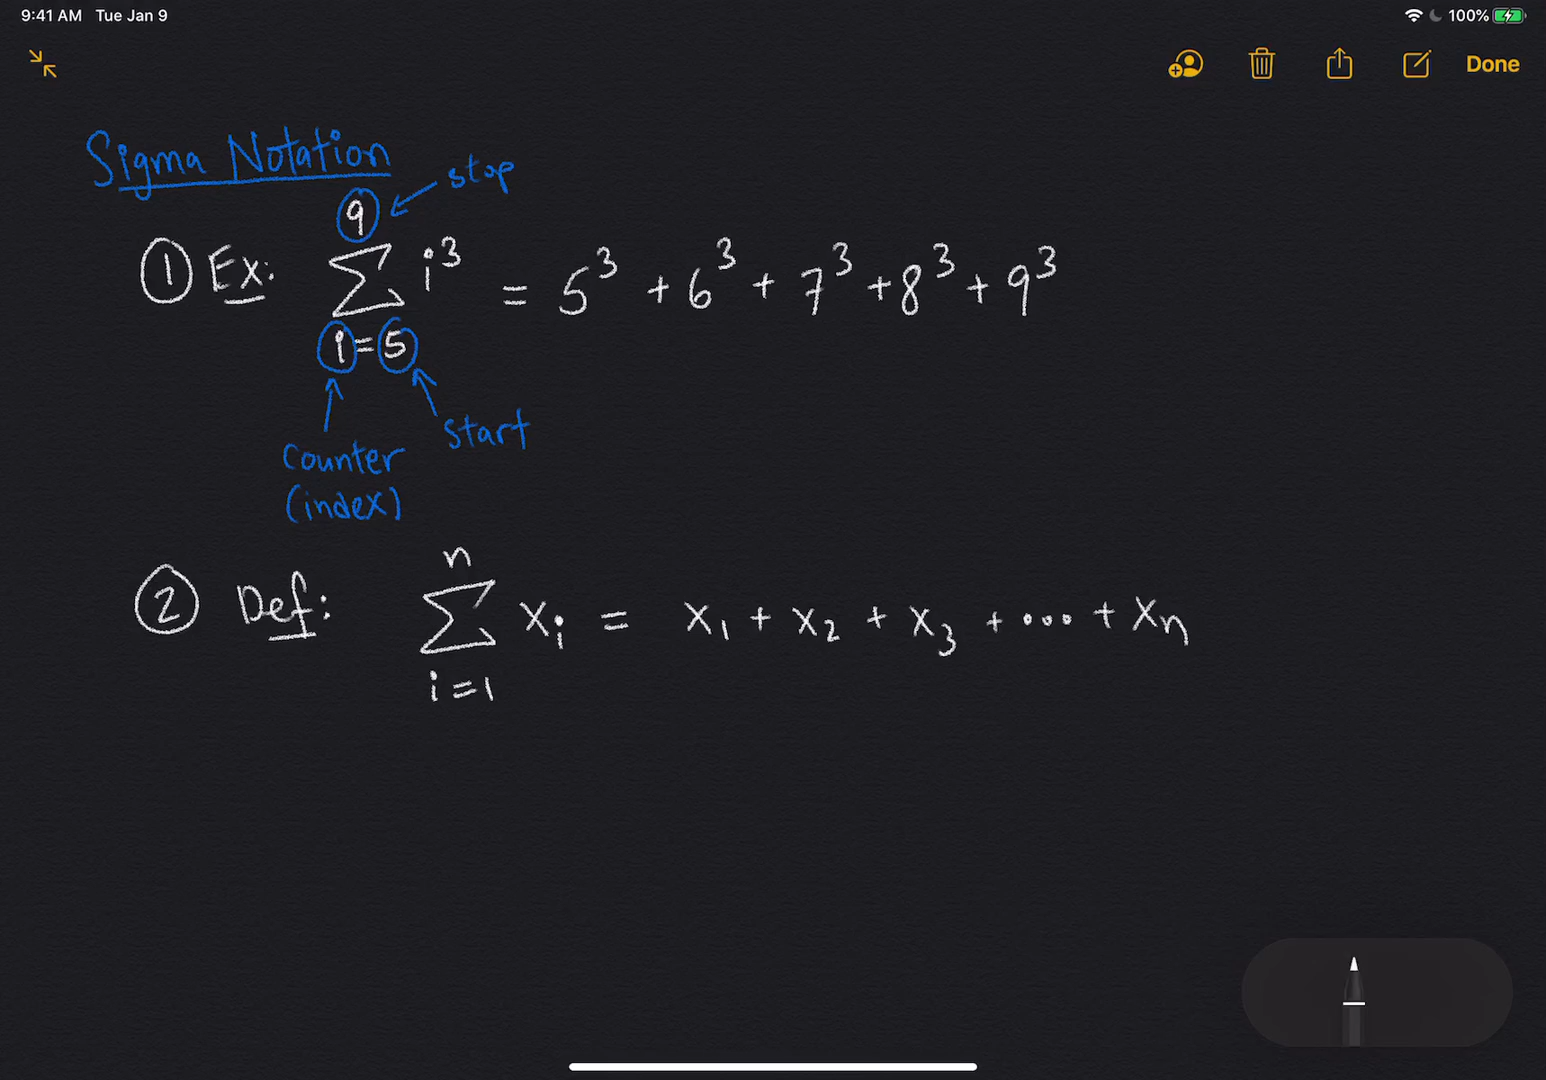 9:41 AM Tue Jan 9
100%
Done
Sigma Notation
stop
① Ex: ∑_{i=5}^{9} i³ = 5³ + 6³ + 7³ + 8³ + 9³
start
counter
(index)
② Def: ∑_{i=1}^{n} xᵢ = x₁ + x₂ + x₃ + ... + xₙ